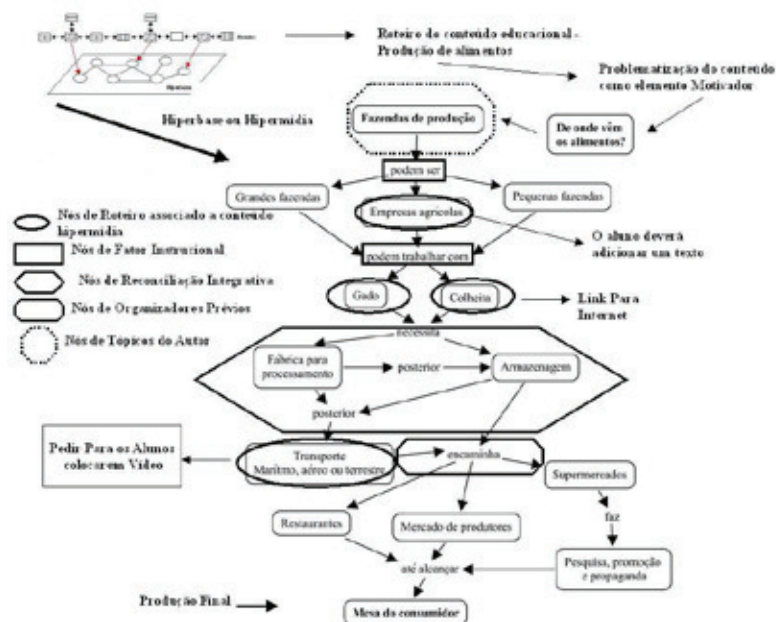 Roteiro do conteúdo educacional -
Produção de alimentos
Problematização do conteúdo
como elemento Motivador
Hiperbase ou Hipermídia
Fazendas de produção
De onde vêm
os alimentos?
podem ser
Grandes fazendas
Empresas agrícolas
Pequenas fazendas
Nós de Roteiro associado a conteúdo
hipermídia
Nós de Fator Instrucional
Nós de Reconciliação Integrativa
Nós de Organizadores Prévios
Nós de Tópicos do Autor
O aluno deverá
adicionar um texto
podem trabalhar com
Gado
Colheita
Link Para
Internet
necessita
Fábrica para
processamento
posterior
Armazenagem
posterior
Pedir Para os Alunos
colocarem Vídeo
Transporte
Marítmo, aéreo ou terrestre
encaminha
Supermercados
Restaurantes
Mercado de produtores
faz
até alcançar
Pesquisa, promoção
e propaganda
Produção Final
Mesa do consumidor